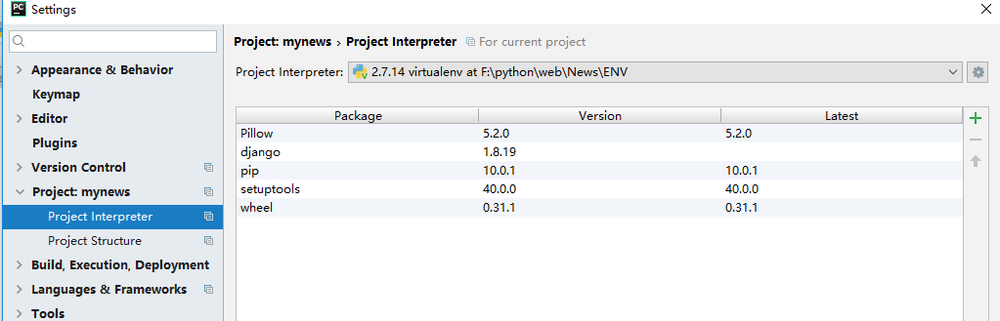 PC Settings
Project: mynews › Project Interpreter For current project
Appearance & Behavior
Project Interpreter: 2.7.14 virtualenv at F:\python\web\News\ENV
Keymap
Editor
Plugins
Version Control
Project: mynews
Project Interpreter
Project Structure
Build, Execution, Deployment
Languages & Frameworks
Tools
Package Version Latest
Pillow 5.2.0 5.2.0
django 1.8.19
pip 10.0.1 10.0.1
setuptools 40.0.0 40.0.0
wheel 0.31.1 0.31.1